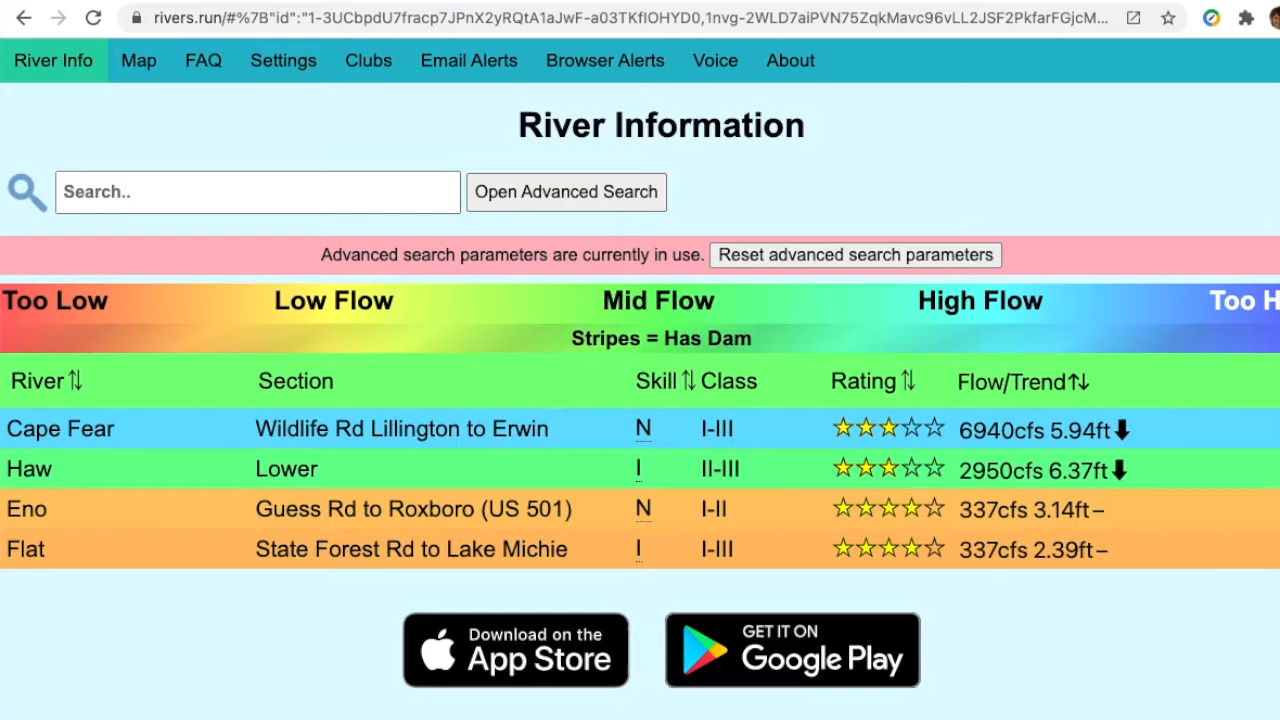 rivers.run/#%7B"id":"1-3UCbpdU7fracp7JPnX2yRQtA1aJwF-a03TKfIOHYD0,1nvg-2WLD7aiPVN75ZqkMavc96vLL2JSF2PkfarFGjcM...
River Info Map FAQ Settings Clubs Email Alerts Browser Alerts Voice About
River Information
Search.. Open Advanced Search
Advanced search parameters are currently in use. Reset advanced search parameters
Too Low Low Flow Mid Flow High Flow Too H
Stripes = Has Dam
River⇅ Section Skill⇅ Class Rating⇅ Flow/Trend⇅
Cape Fear Wildlife Rd Lillington to Erwin N I-III ★★★☆☆ 6940cfs 5.94ft⬇
Haw Lower I II-III ★★★☆☆ 2950cfs 6.37ft⬇
Eno Guess Rd to Roxboro (US 501) N I-II ★★★★☆ 337cfs 3.14ft–
Flat State Forest Rd to Lake Michie I I-III ★★★★☆ 337cfs 2.39ft–
Download on the GET IT ON
App Store Google Play